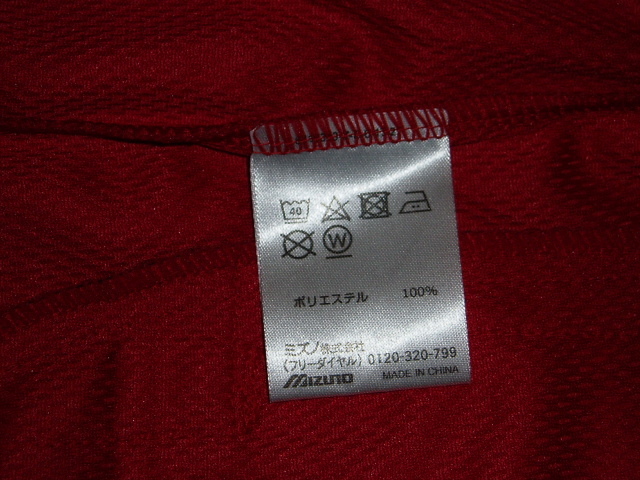 40
W
ポリエステル 100%
ミズノ株式会社
(フリーダイヤル) 0120-320-799
MIZUNO MADE IN CHINA